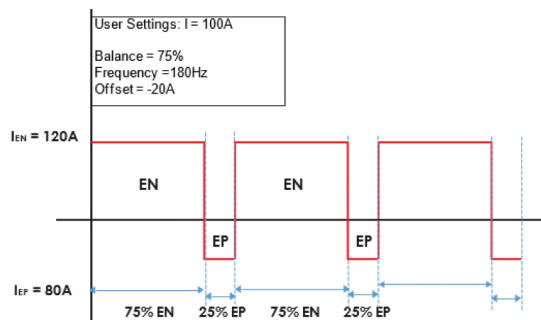 User Settings: I = 100A
Balance = 75%
Frequency =180Hz
Offset = -20A
IEN = 120A
EN
EN
EP
EP
IEP = 80A
75% EN
25% EP
75% EN
25% EP